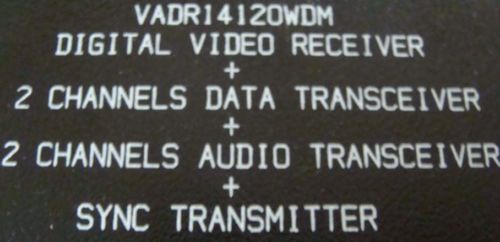 VADR14120WDM
DIGITAL VIDEO RECEIVER
+
2 CHANNELS DATA TRANSCEIVER
+
2 CHANNELS AUDIO TRANSCEIVER
+
SYNC TRANSMITTER